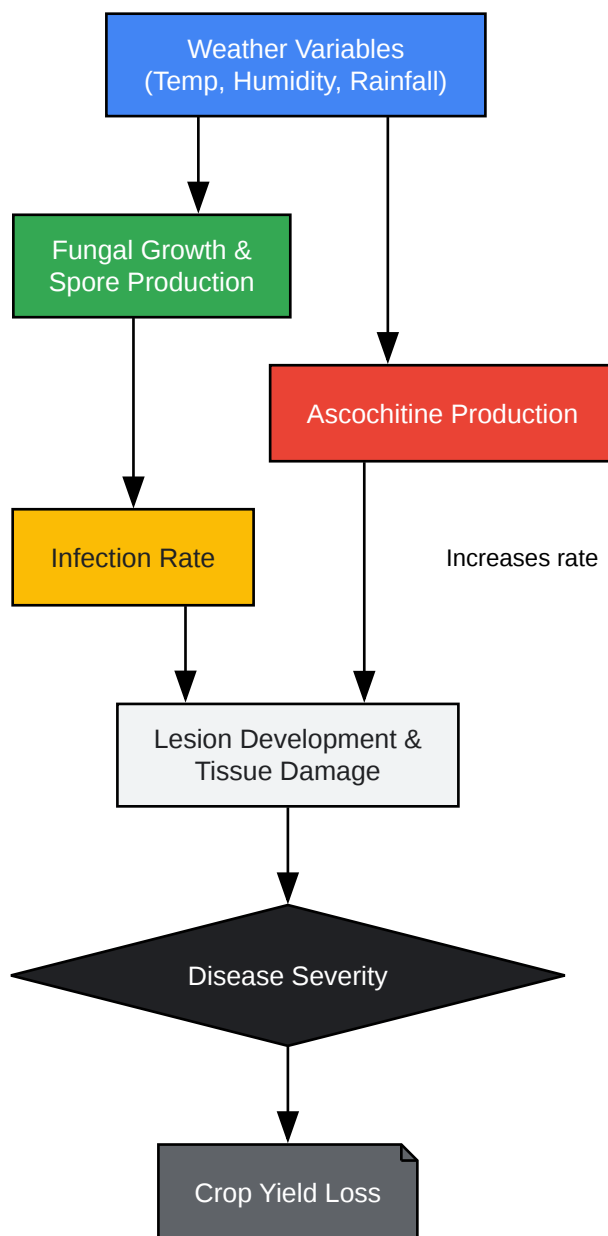 Weather Variables
(Temp, Humidity, Rainfall)
Fungal Growth &
Spore Production
Ascochitine Production
Infection Rate
Increases rate
Lesion Development &
Tissue Damage
Disease Severity
Crop Yield Loss